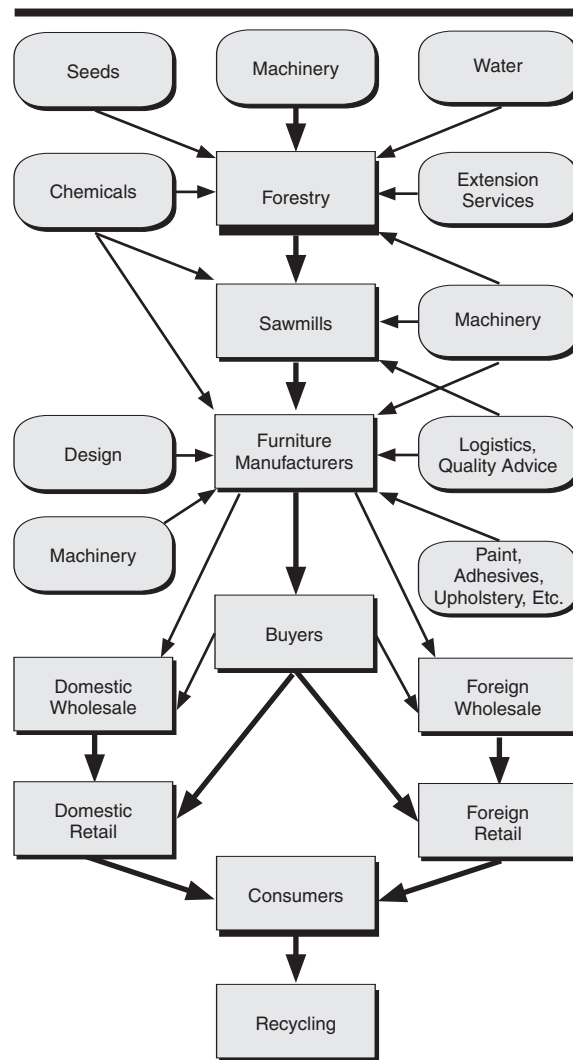 Seeds
Machinery
Water
Chemicals
Forestry
Extension
Services
Sawmills
Machinery
Design
Furniture
Manufacturers
Logistics,
Quality Advice
Machinery
Paint,
Adhesives,
Upholstery, Etc.
Buyers
Domestic
Wholesale
Foreign
Wholesale
Domestic
Retail
Foreign
Retail
Consumers
Recycling